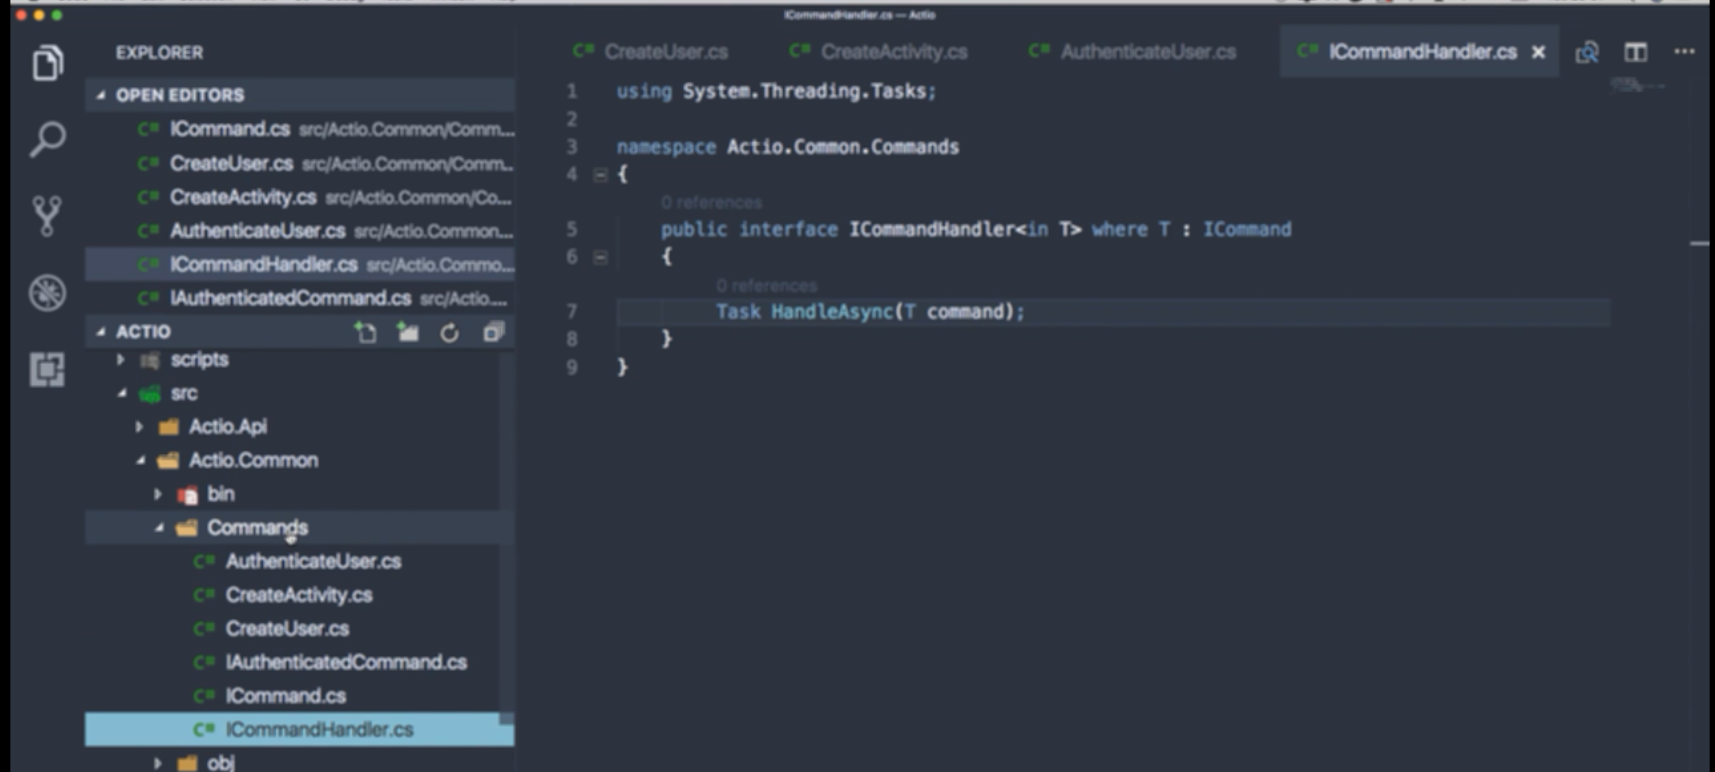 ICommandHandler.cs — Actio
EXPLORER
OPEN EDITORS
ICommand.cs src/Actio.Common/Comm...
CreateUser.cs src/Actio.Common/Comm...
CreateActivity.cs src/Actio.Common/Co...
AuthenticateUser.cs src/Actio.Common...
ICommandHandler.cs src/Actio.Commo...
IAuthenticatedCommand.cs src/Actio....
ACTIO
scripts
src
Actio.Api
Actio.Common
bin
Commands
AuthenticateUser.cs
CreateActivity.cs
CreateUser.cs
IAuthenticatedCommand.cs
ICommand.cs
ICommandHandler.cs
obj
CreateUser.cs CreateActivity.cs AuthenticateUser.cs ICommandHandler.cs
1 using System.Threading.Tasks;
2
3 namespace Actio.Common.Commands
4 {
0 references
5 public interface ICommandHandler<in T> where T : ICommand
6 {
0 references
7 Task HandleAsync(T command);
8 }
9 }